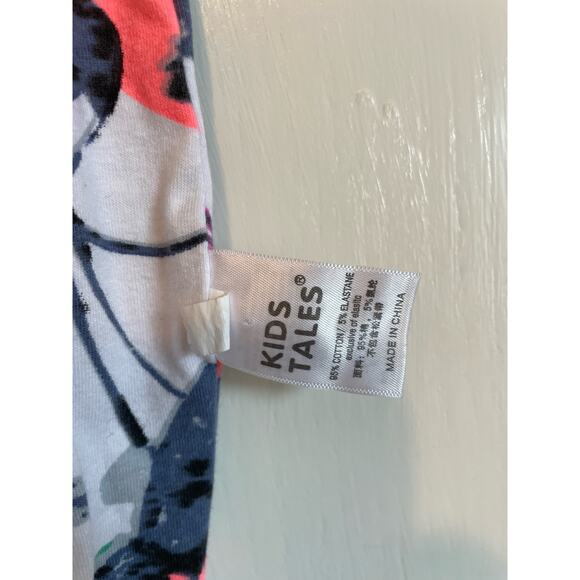 KIDS
TALES®
95% COTTON / 5% ELASTANE
exclusive of elastic
面料：95%棉，5%氨纶
不包含松紧带
MADE IN CHINA